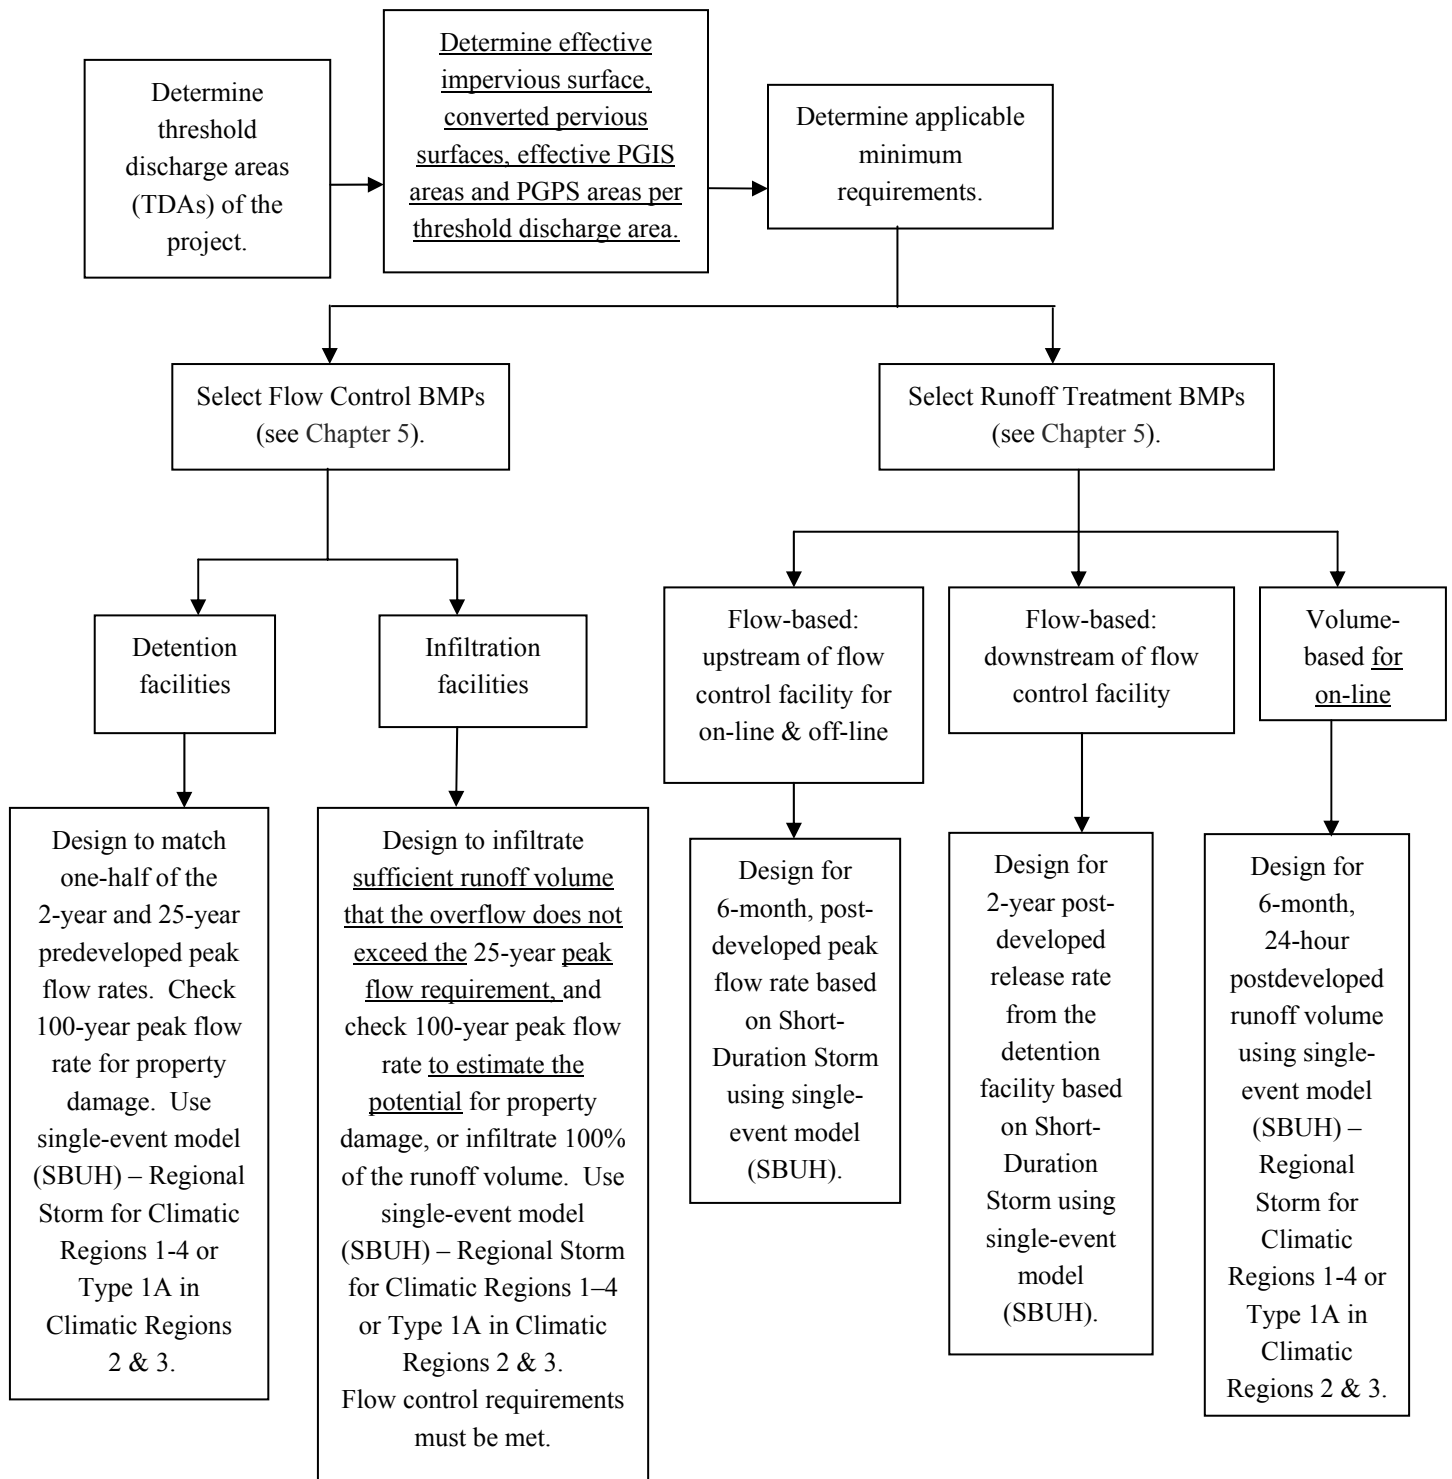 Determine
threshold
discharge areas
(TDAs) of the
project.
Determine effective
impervious surface,
converted pervious
surfaces, effective PGIS
areas and PGPS areas per
threshold discharge area.
Determine applicable
minimum
requirements.
Select Flow Control BMPs
(see Chapter 5).
Select Runoff Treatment BMPs
(see Chapter 5).
Detention
facilities
Infiltration
facilities
Flow-based:
upstream of flow
control facility for
on-line & off-line
Flow-based:
downstream of flow
control facility
Volume-
based for
on-line
Design to match
one-half of the
2-year and 25-year
predeveloped peak
flow rates.  Check
100-year peak flow
rate for property
damage.  Use
single-event model
(SBUH) – Regional
Storm for Climatic
Regions 1-4 or
Type 1A in
Climatic Regions
2 & 3.
Design to infiltrate
sufficient runoff volume
that the overflow does not
exceed the 25-year peak
flow requirement, and
check 100-year peak flow
rate to estimate the
potential for property
damage, or infiltrate 100%
of the runoff volume.  Use
single-event model
(SBUH) – Regional Storm
for Climatic Regions 1–4
or Type 1A in Climatic
Regions 2 & 3.
Flow control requirements
must be met.
Design for
6-month, post-
developed peak
flow rate based
on Short-
Duration Storm
using single-
event model
(SBUH).
Design for
2-year post-
developed
release rate
from the
detention
facility based
on Short-
Duration
Storm using
single-event
model
(SBUH).
Design for
6-month,
24-hour
postdeveloped
runoff volume
using single-
event model
(SBUH) –
Regional
Storm for
Climatic
Regions 1-4 or
Type 1A in
Climatic
Regions 2 & 3.